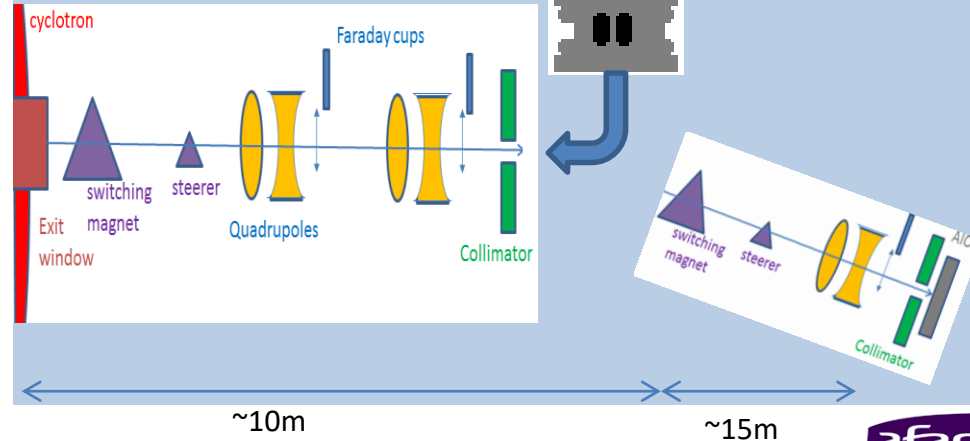 cyclotron
Faraday cups
switching
magnet
steerer
Exit
window
Quadrupoles
Collimator
switching
magnet
steerer
Collimator
~10m
~15m